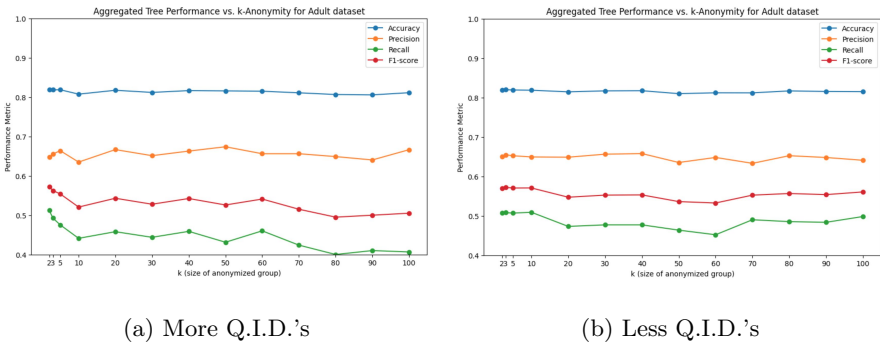 Aggregated Tree Performance vs. k-Anonymity for Adult dataset
1.0
0.9
0.8
0.7
0.6
0.5
0.4
Performance Metric
Accuracy
Precision
Recall
F1-score
2 3 5 10 20 30 40 50 60 70 80 90 100
k (size of anonymized group)
(a) More Q.I.D.'s
Aggregated Tree Performance vs. k-Anonymity for Adult dataset
1.0
0.9
0.8
0.7
0.6
0.5
0.4
Performance Metric
Accuracy
Precision
Recall
F1-score
2 3 5 10 20 30 40 50 60 70 80 90 100
k (size of anonymized group)
(b) Less Q.I.D.'s